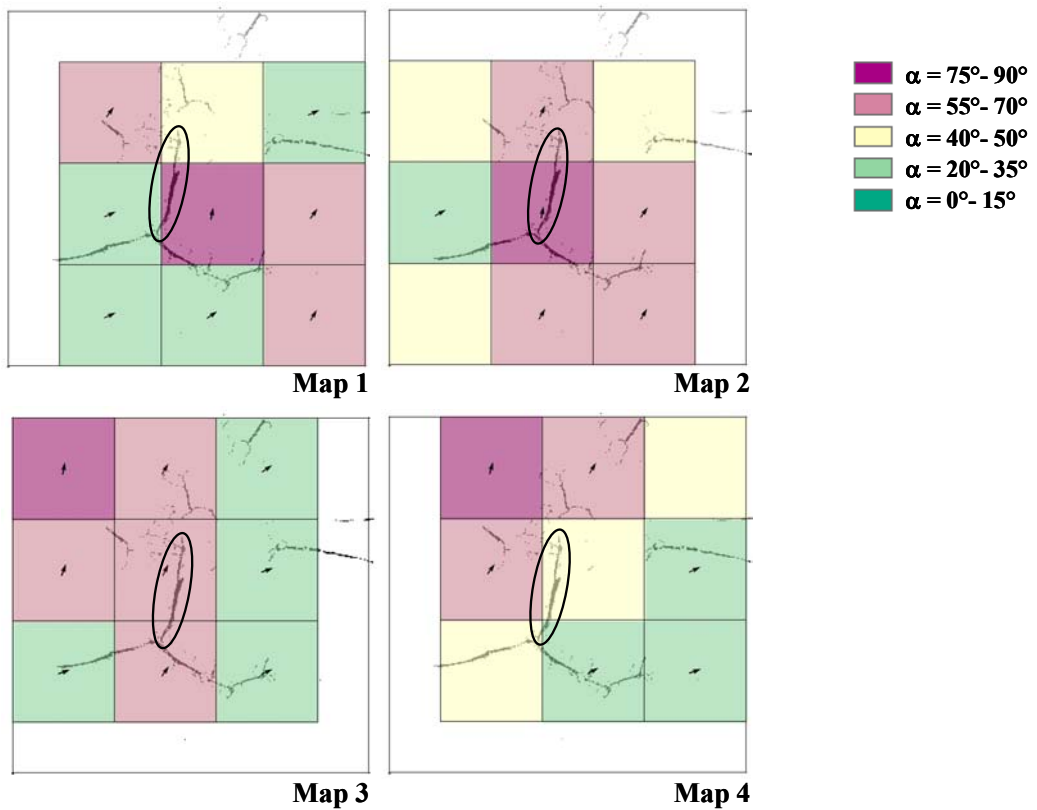 α = 75°- 90°
α = 55°- 70°
α = 40°- 50°
α = 20°- 35°
α = 0°- 15°
Map 1
Map 2
Map 3
Map 4